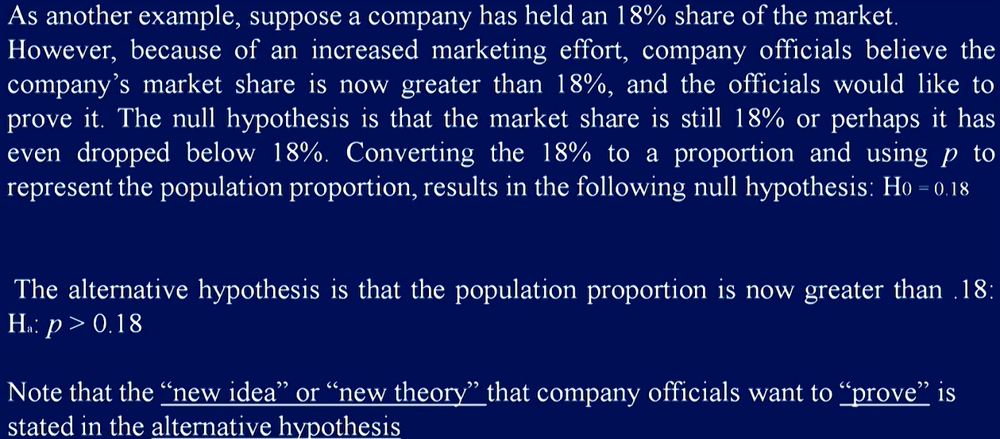 As another example, suppose a company has held an 18% share of the market.
However, because of an increased marketing effort, company officials believe the
company’s market share is now greater than 18%, and the officials would like to
prove it. The null hypothesis is that the market share is still 18% or perhaps it has
even dropped below 18%. Converting the 18% to a proportion and using p to
represent the population proportion, results in the following null hypothesis: H0 = 0.18
The alternative hypothesis is that the population proportion is now greater than .18:
Ha: p > 0.18
Note that the “new idea” or “new theory” that company officials want to “prove” is
stated in the alternative hypothesis